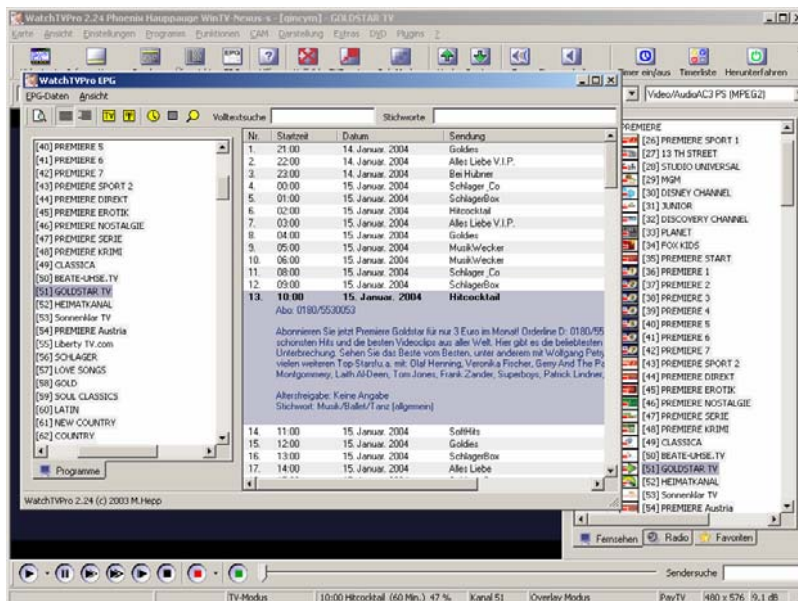 WatchTVPro 2.24 Phoenix Hauppauge WinTV-Nexus-s - [qincym] - GOLDSTAR TV
Karte Ansicht Einstellungen Programm Funktionen CAM Darstellung Extras DVD Plugins ?
Timer ein/aus Timerliste Herunterfahren
WatchTVPro EPG
EPG-Daten Ansicht
Volltextsuche Stichworte
Video/AudioAC3 PS (MPEG2)
[40] PREMIERE 5
[41] PREMIERE 6
[42] PREMIERE 7
[43] PREMIERE SPORT 2
[44] PREMIERE DIREKT
[45] PREMIERE EROTIK
[46] PREMIERE NOSTALGIE
[47] PREMIERE SERIE
[48] PREMIERE KRIMI
[49] CLASSICA
[50] BEATE-UHSE.TV
[51] GOLDSTAR TV
[52] HEIMATKANAL
[53] Sonnenklar TV
[54] PREMIERE Austria
[55] Liberty TV.com
[56] SCHLAGER
[57] LOVE SONGS
[58] GOLD
[59] SOUL CLASSICS
[60] LATIN
[61] NEW COUNTRY
[62] COUNTRY
Programme
Nr. Startzeit Datum Sendung
1. 21:00 14. Januar. 2004 Goldies
2. 22:00 14. Januar. 2004 Alles Liebe V.I.P.
3. 23:00 14. Januar. 2004 Bei Hübner
4. 00:00 15. Januar. 2004 Schlager_Co
5. 01:00 15. Januar. 2004 SchlagerBox
6. 02:00 15. Januar. 2004 Hitcocktail
7. 03:00 15. Januar. 2004 Alles Liebe V.I.P.
8. 04:00 15. Januar. 2004 Goldies
9. 05:00 15. Januar. 2004 MusikWecker
10. 06:00 15. Januar. 2004 MusikWecker
11. 08:00 15. Januar. 2004 Schlager_Co
12. 09:00 15. Januar. 2004 SchlagerBox
13. 10:00 15. Januar. 2004 Hitcocktail
Abo: 0180/5530053
Abonnieren Sie jetzt Premiere Goldstar für nur 3 Euro im Monat! Orderline D: 0180/55
schönsten Hits und die besten Videoclips aus aller Welt. Hier gibt es die beliebtesten
Unterbrechung. Sehen Sie das Beste vom Besten, unter anderem mit Wolfgang Petry
vielen weiteren Top-Stars!u.a. mit: Olaf Henning, Veronika Fischer, Gerry And The Pa
Montgommery, Laith Al-Deen, Tom Jones, Frank Zander, Superboys, Patrick Lindner,
Altersfreigabe: Keine Angabe
Stichwort: Musik/Ballet/Tanz (allgemein)
14. 11:00 15. Januar. 2004 SoftHits
15. 12:00 15. Januar. 2004 Goldies
16. 13:00 15. Januar. 2004 SchlagerBox
17. 14:00 15. Januar. 2004 Alles Liebe
WatchTVPro 2.24 (c) 2003 M.Hepp
PREMIERE
[26] PREMIERE SPORT 1
[27] 13 TH STREET
[28] STUDIO UNIVERSAL
[29] MGM
[30] DISNEY CHANNEL
[31] JUNIOR
[32] DISCOVERY CHANNEL
[33] PLANET
[34] FOX KIDS
[35] PREMIERE START
[36] PREMIERE 1
[37] PREMIERE 2
[38] PREMIERE 3
[39] PREMIERE 4
[40] PREMIERE 5
[41] PREMIERE 6
[42] PREMIERE 7
[43] PREMIERE SPORT 2
[44] PREMIERE DIREKT
[45] PREMIERE EROTIK
[46] PREMIERE NOSTALGIE
[47] PREMIERE SERIE
[48] PREMIERE KRIMI
[49] CLASSICA
[50] BEATE-UHSE.TV
[51] GOLDSTAR TV
[52] HEIMATKANAL
[53] Sonnenklar TV
[54] PREMIERE Austria
Fernsehen Radio Favoriten
Sendersuche
TV-Modus 10:00 Hitcocktail (60 Min.) 47 % Kanal 51 Overlay Modus PayTV 480 x 576 9,1 dB